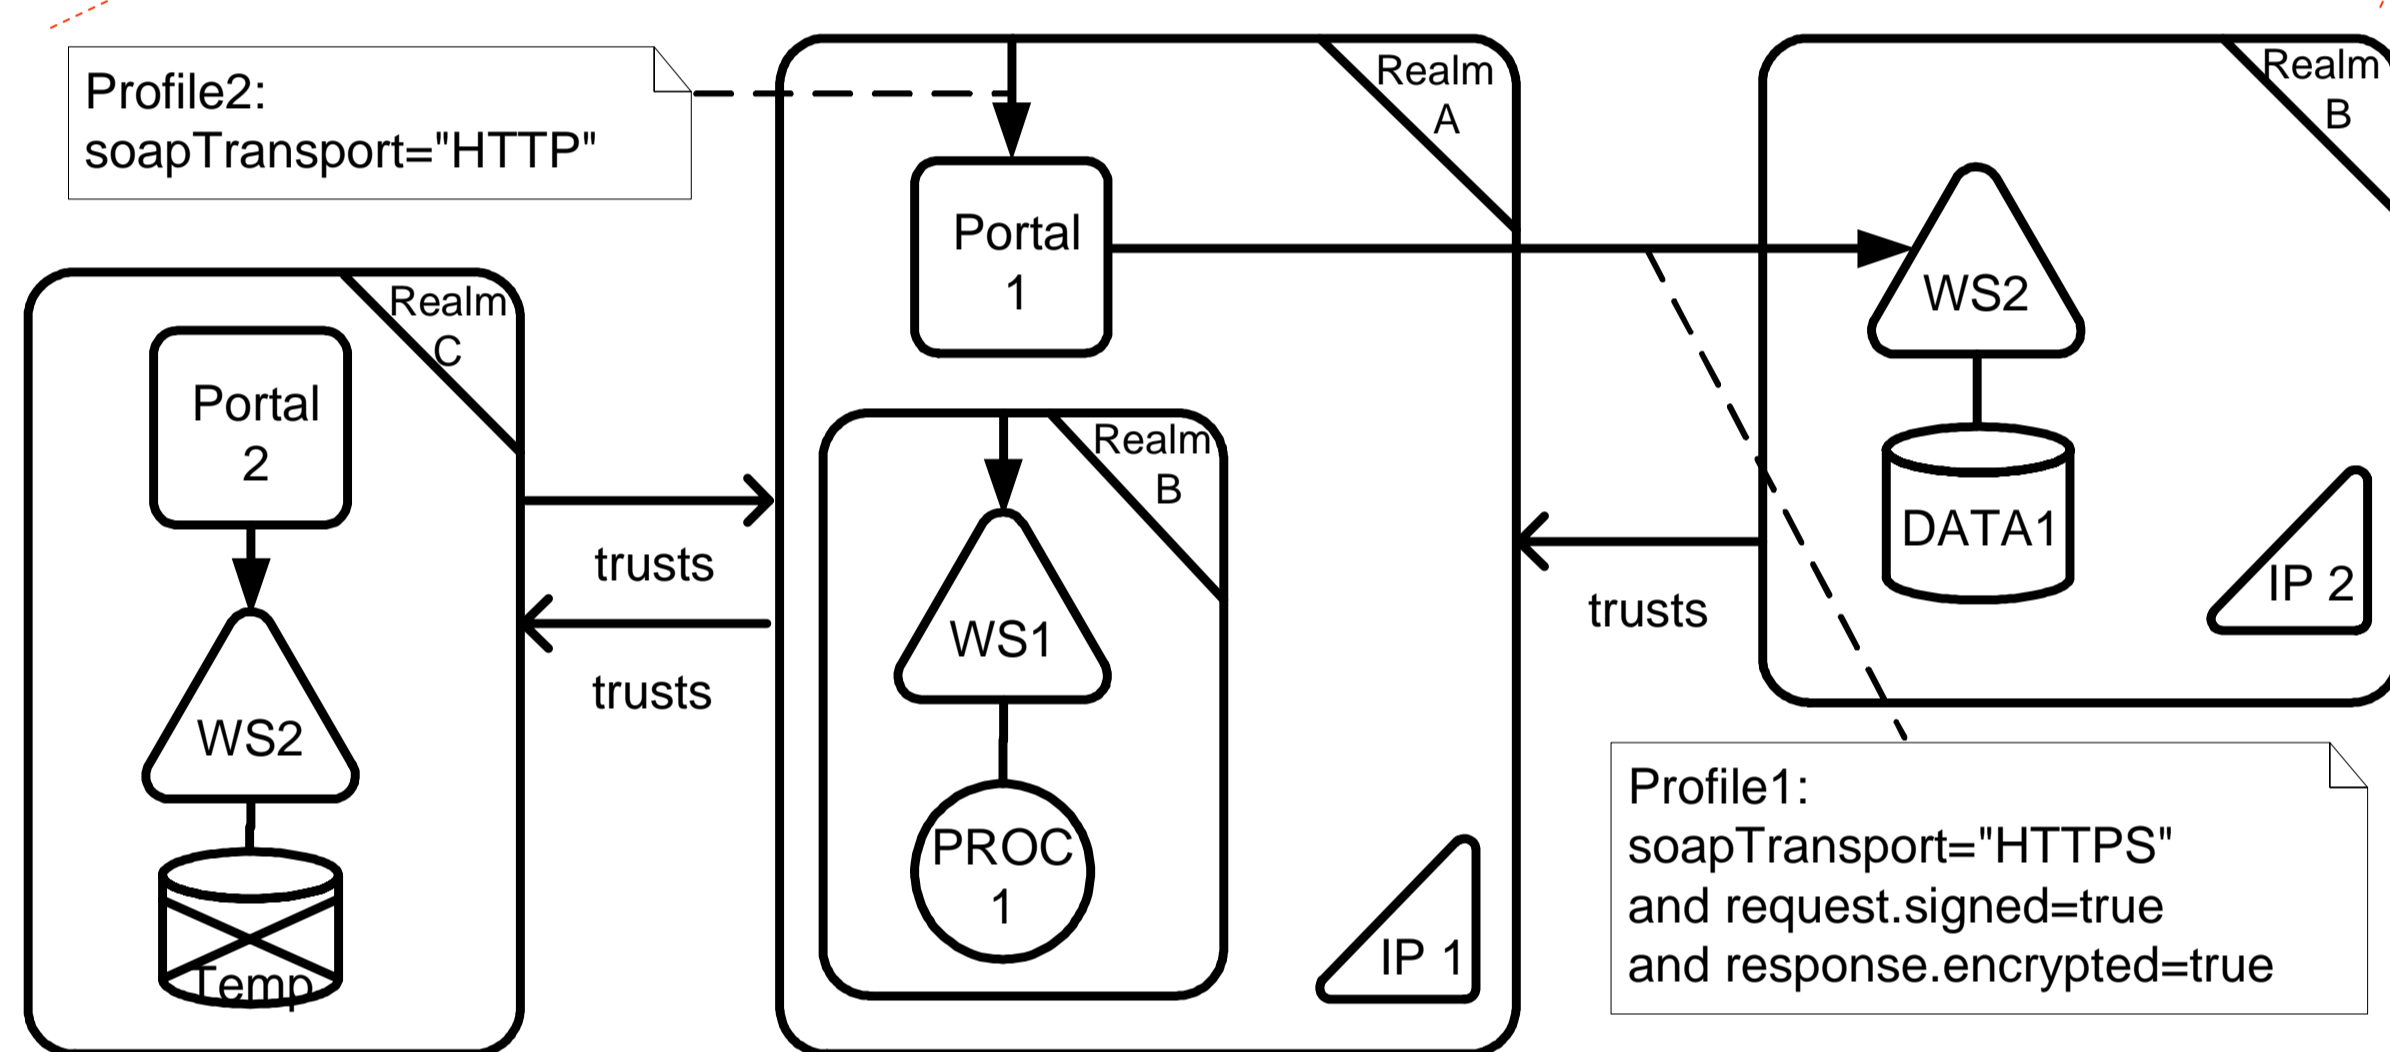 Profile2:
soapTransport="HTTP"
Realm
A
Realm
B
Portal
1
WS2
DATA1
IP 2
Realm
C
Portal
2
WS2
Temp
trusts
trusts
Realm
B
WS1
PROC
1
IP 1
trusts
Profile1:
soapTransport="HTTPS"
and request.signed=true
and response.encrypted=true